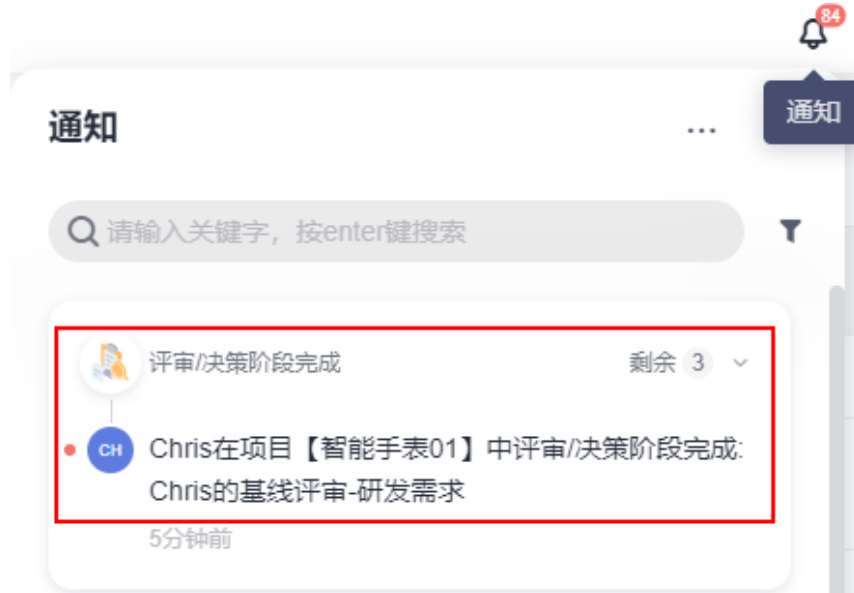 84
通知
通知
...
请输入关键字，按enter键搜索
评审/决策阶段完成 剩余 3
CH Chris在项目【智能手表01】中评审/决策阶段完成:
Chris的基线评审-研发需求
5分钟前